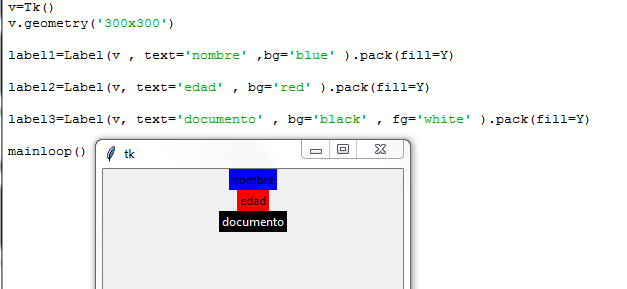 v=Tk()
v.geometry('300x300')
label1=Label(v , text='nombre' ,bg='blue' ).pack(fill=Y)
label2=Label(v, text='edad' , bg='red' ).pack(fill=Y)
label3=Label(v, text='documento' , bg='black' , fg='white' ).pack(fill=Y)
mainloop()
tk
nombre
edad
documento